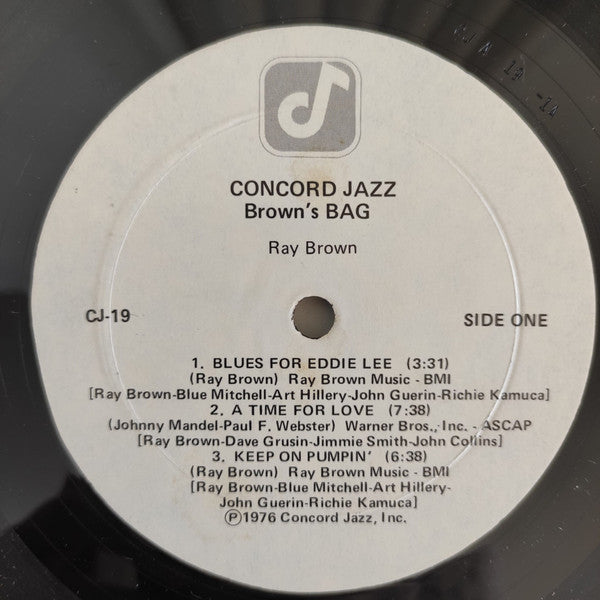 CONCORD JAZZ
Brown's BAG
Ray Brown
CJ-19
SIDE ONE
1. BLUES FOR EDDIE LEE (3:31)
(Ray Brown) Ray Brown Music - BMI
[Ray Brown-Blue Mitchell-Art Hillery-John Guerin-Richie Kamuca]
2. A TIME FOR LOVE (7:38)
(Johnny Mandel-Paul F. Webster) Warner Bros., Inc. - ASCAP
[Ray Brown-Dave Grusin-Jimmie Smith-John Collins]
3. KEEP ON PUMPIN' (6:38)
(Ray Brown) Ray Brown Music - BMI
[Ray Brown-Blue Mitchell-Art Hillery-
John Guerin-Richie Kamuca]
Ⓟ1976 Concord Jazz, Inc.